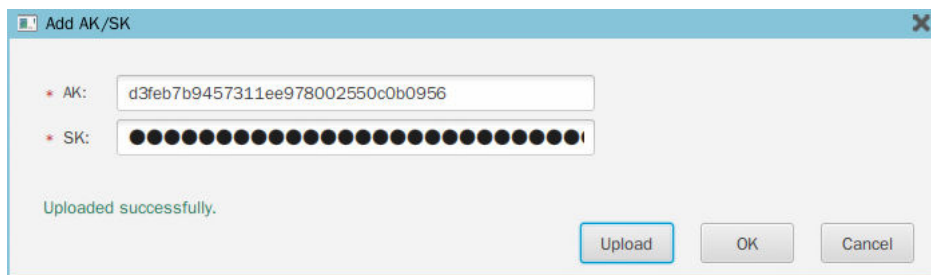 Add AK/SK
* AK: d3feb7b9457311ee978002550c0b0956
* SK: ●●●●●●●●●●●●●●●●●●●●●●●●●●●
Uploaded successfully.
Upload OK Cancel